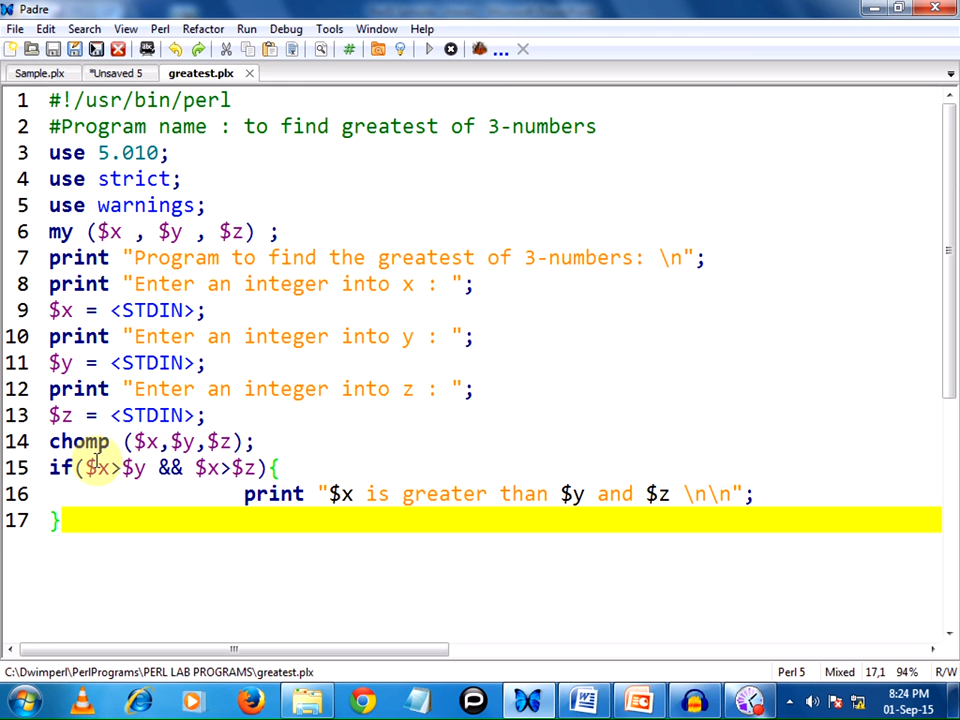 Padre
File Edit Search View Perl Refactor Run Debug Tools Window Help
Sample.plx *Unsaved 5 greatest.plx
1 #!/usr/bin/perl
2 #Program name : to find greatest of 3-numbers
3 use 5.010;
4 use strict;
5 use warnings;
6 my ($x , $y , $z) ;
7 print "Program to find the greatest of 3-numbers: \n";
8 print "Enter an integer into x : ";
9 $x = <STDIN>;
10 print "Enter an integer into y : ";
11 $y = <STDIN>;
12 print "Enter an integer into z : ";
13 $z = <STDIN>;
14 chomp ($x,$y,$z);
15 if($x>$y && $x>$z){
16 print "$x is greater than $y and $z \n\n";
17 }
C:\Dwimperl\PerlPrograms\PERL LAB PROGRAMS\greatest.plx Perl 5 Mixed 17,1 94% R/W
8:24 PM
01-Sep-15